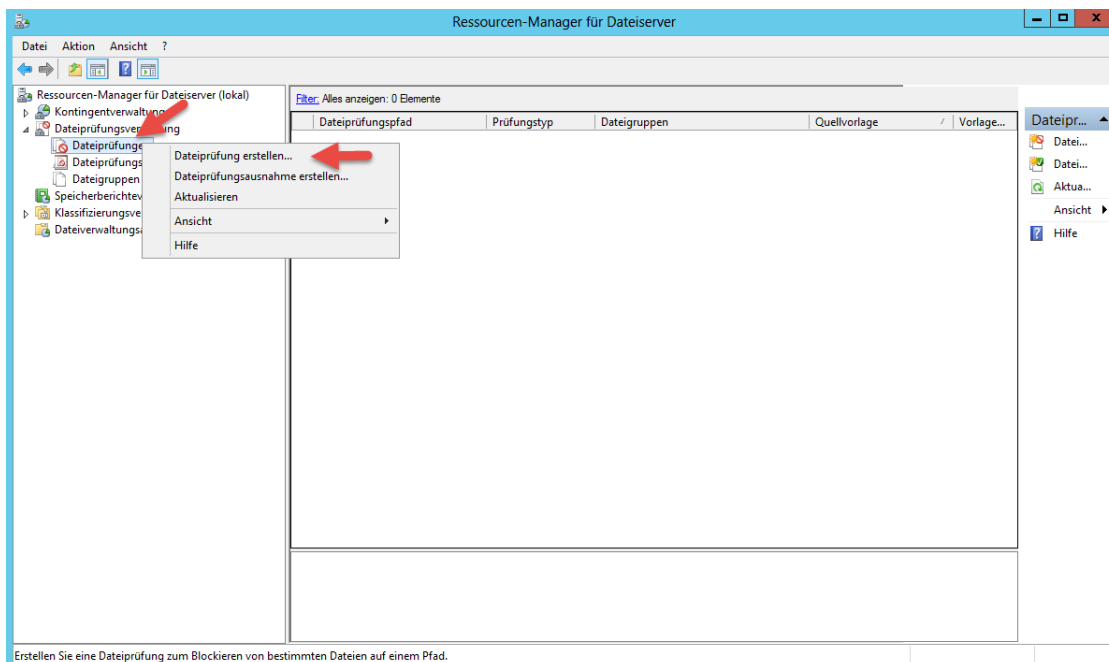 Ressourcen-Manager für Dateiserver
Datei Aktion Ansicht ?
Ressourcen-Manager für Dateiserver (lokal)
Kontingentverwaltung
Dateiprüfungsverwaltung
Dateiprüfungen
Dateiprüfungs
Dateigruppen
Speicherberichtev
Klassifizierungsve
Dateiverwaltungsa
Dateiprüfung erstellen...
Dateiprüfungsausnahme erstellen...
Aktualisieren
Ansicht
Hilfe
Filter: Alles anzeigen: 0 Elemente
Dateiprüfungspfad Prüfungstyp Dateigruppen Quellvorlage Vorlage...
Dateipr...
Datei...
Datei...
Aktua...
Ansicht
Hilfe
Erstellen Sie eine Dateiprüfung zum Blockieren von bestimmten Dateien auf einem Pfad.